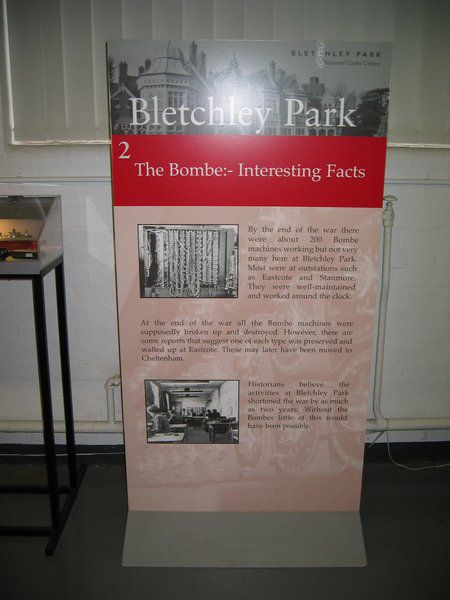 BLETCHLEY PARK
National Codes Centre
Bletchley Park
2
The Bombe:- Interesting Facts
By the end of the war there
were about 200 Bombe
machines working but not very
many here at Bletchley Park.
Most were at outstations such
as Eastcote and Stanmore.
They were well-maintained
and worked around the clock.
At the end of the war all the Bombe machines were
supposedly broken up and destroyed. However, there are
some reports that suggest one of each type was preserved and
walled up at Eastcote. These may later have been moved to
Cheltenham.
Historians believe the
activities at Bletchley Park
shortened the war by as much
as two years. Without the
Bombes little of this would
have been possible.